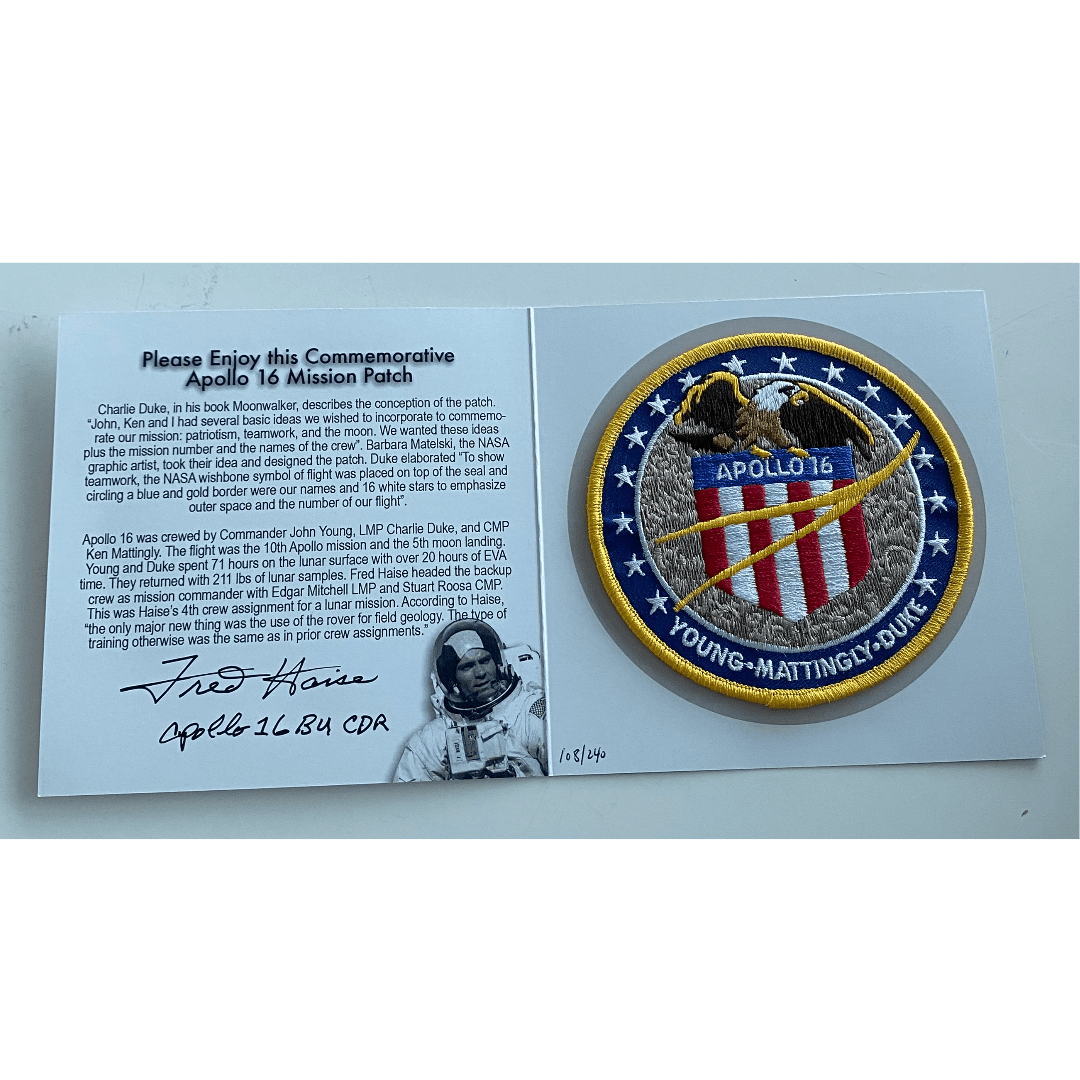 Please Enjoy this Commemorative
Apollo 16 Mission Patch
Charlie Duke, in his book Moonwalker, describes the conception of the patch.
“John, Ken and I had several basic ideas we wished to incorporate to commemo-
rate our mission: patriotism, teamwork, and the moon. We wanted these ideas
plus the mission number and the names of the crew”. Barbara Matelski, the NASA
graphic artist, took their idea and designed the patch. Duke elaborated “To show
teamwork, the NASA wishbone symbol of flight was placed on top of the seal and
circling a blue and gold border were our names and 16 white stars to emphasize
outer space and the number of our flight”.
Apollo 16 was crewed by Commander John Young, LMP Charlie Duke, and CMP
Ken Mattingly. The flight was the 10th Apollo mission and the 5th moon landing.
Young and Duke spent 71 hours on the lunar surface with over 20 hours of EVA
time. They returned with 211 lbs of lunar samples. Fred Haise headed the backup
crew as mission commander with Edgar Mitchell LMP and Stuart Roosa CMP.
This was Haise's 4th crew assignment for a lunar mission. According to Haise,
“the only major new thing was the use of the rover for field geology. The type of
training otherwise was the same as in prior crew assignments.”
Fred Haise
Apollo 16 BU CDR
108/240
APOLLO 16
YOUNG•MATTINGLY•DUKE